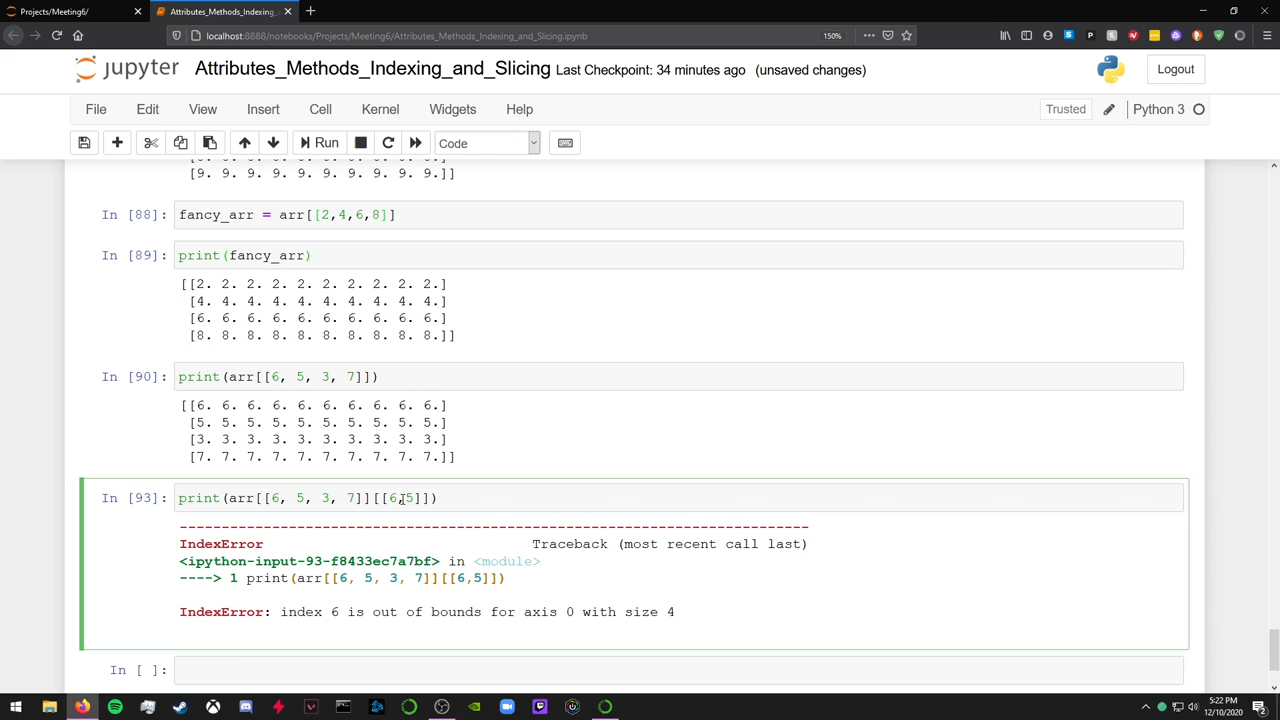 Projects/Meeting6/
Attributes_Methods_Indexing_
localhost:8888/notebooks/Projects/Meeting6/Attributes_Methods_Indexing_and_Slicing.ipynb
150%
jupyter
Attributes_Methods_Indexing_and_Slicing Last Checkpoint: 34 minutes ago (unsaved changes)
Logout
File Edit View Insert Cell Kernel Widgets Help
Trusted
Python 3
Run
Code
[9. 9. 9. 9. 9. 9. 9. 9. 9. 9.]]
In [88]: fancy_arr = arr[[2,4,6,8]]
In [89]: print(fancy_arr)
[[2. 2. 2. 2. 2. 2. 2. 2. 2. 2.]
[4. 4. 4. 4. 4. 4. 4. 4. 4. 4.]
[6. 6. 6. 6. 6. 6. 6. 6. 6. 6.]
[8. 8. 8. 8. 8. 8. 8. 8. 8. 8.]]
In [90]: print(arr[[6, 5, 3, 7]])
[[6. 6. 6. 6. 6. 6. 6. 6. 6. 6.]
[5. 5. 5. 5. 5. 5. 5. 5. 5. 5.]
[3. 3. 3. 3. 3. 3. 3. 3. 3. 3.]
[7. 7. 7. 7. 7. 7. 7. 7. 7. 7.]]
In [93]: print(arr[[6, 5, 3, 7]][[6,5]])
---------------------------------------------------------------------------
IndexError Traceback (most recent call last)
<ipython-input-93-f8433ec7a7bf> in <module>
----> 1 print(arr[[6, 5, 3, 7]][[6,5]])
IndexError: index 6 is out of bounds for axis 0 with size 4
In [ ]:
5:22 PM
12/10/2020
2